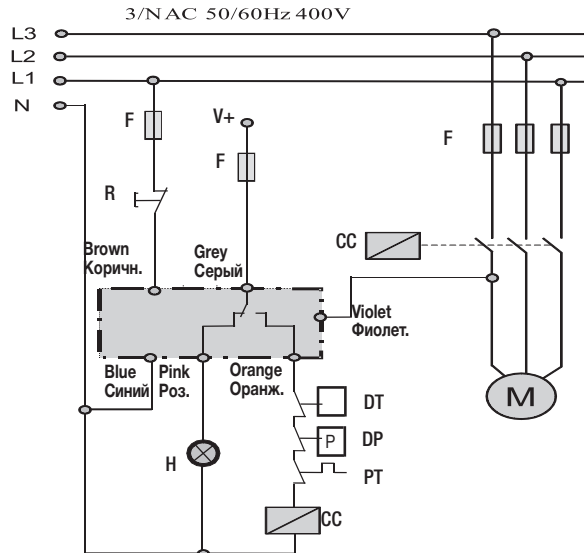 3/N AC 50/60Hz 400V
L3
L2
L1
N
F
V+
F
F
R
CC
Brown
Коричн.
Grey
Серый
Violet
Фиолет.
Blue
Синий
Pink
Роз.
Orange
Оранж.
M
DT
P
DP
H
PT
CC